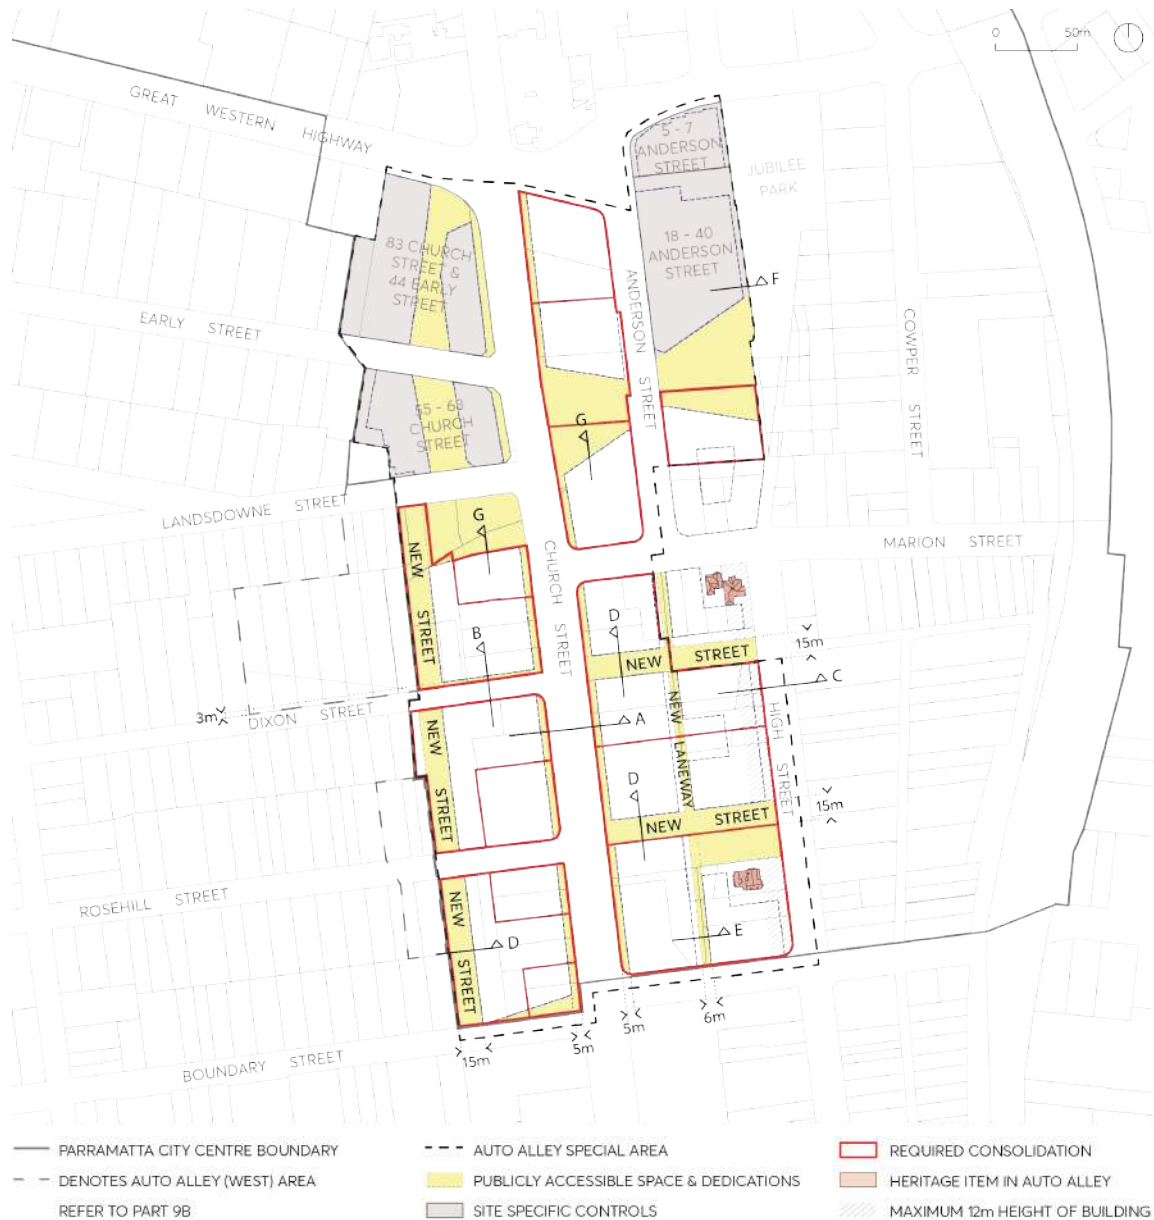 0 50m
GREAT WESTERN HIGHWAY
5 - 7
ANDERSON
STREET
JUBILEE
PARK
83 CHURCH
STREET &
44 EARLY
STREET
18 - 40
ANDERSON
STREET
F
EARLY STREET
ANDERSON STREET
COWPER STREET
55 - 63
CHURCH
STREET
G
LANDSDOWNE STREET
G
MARION STREET
NEW STREET
CHURCH STREET
D
B
15m
NEW STREET
C
3m
DIXON STREET
NEW STREET
A
NEW LANEWAY
HIGH STREET
D
15m
NEW STREET
ROSEHILL STREET
NEW STREET
D
E
5m
6m
15m
5m
BOUNDARY STREET
PARRAMATTA CITY CENTRE BOUNDARY
AUTO ALLEY SPECIAL AREA
REQUIRED CONSOLIDATION
DENOTES AUTO ALLEY (WEST) AREA
PUBLICLY ACCESSIBLE SPACE & DEDICATIONS
HERITAGE ITEM IN AUTO ALLEY
REFER TO PART 9B
SITE SPECIFIC CONTROLS
MAXIMUM 12m HEIGHT OF BUILDING